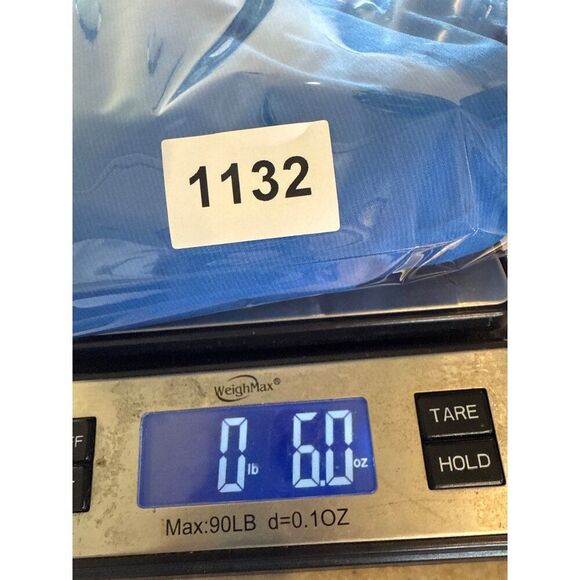 1132
WeighMax®
0 lb 6.0 oz
TARE
HOLD
Max:90LB d=0.1OZ